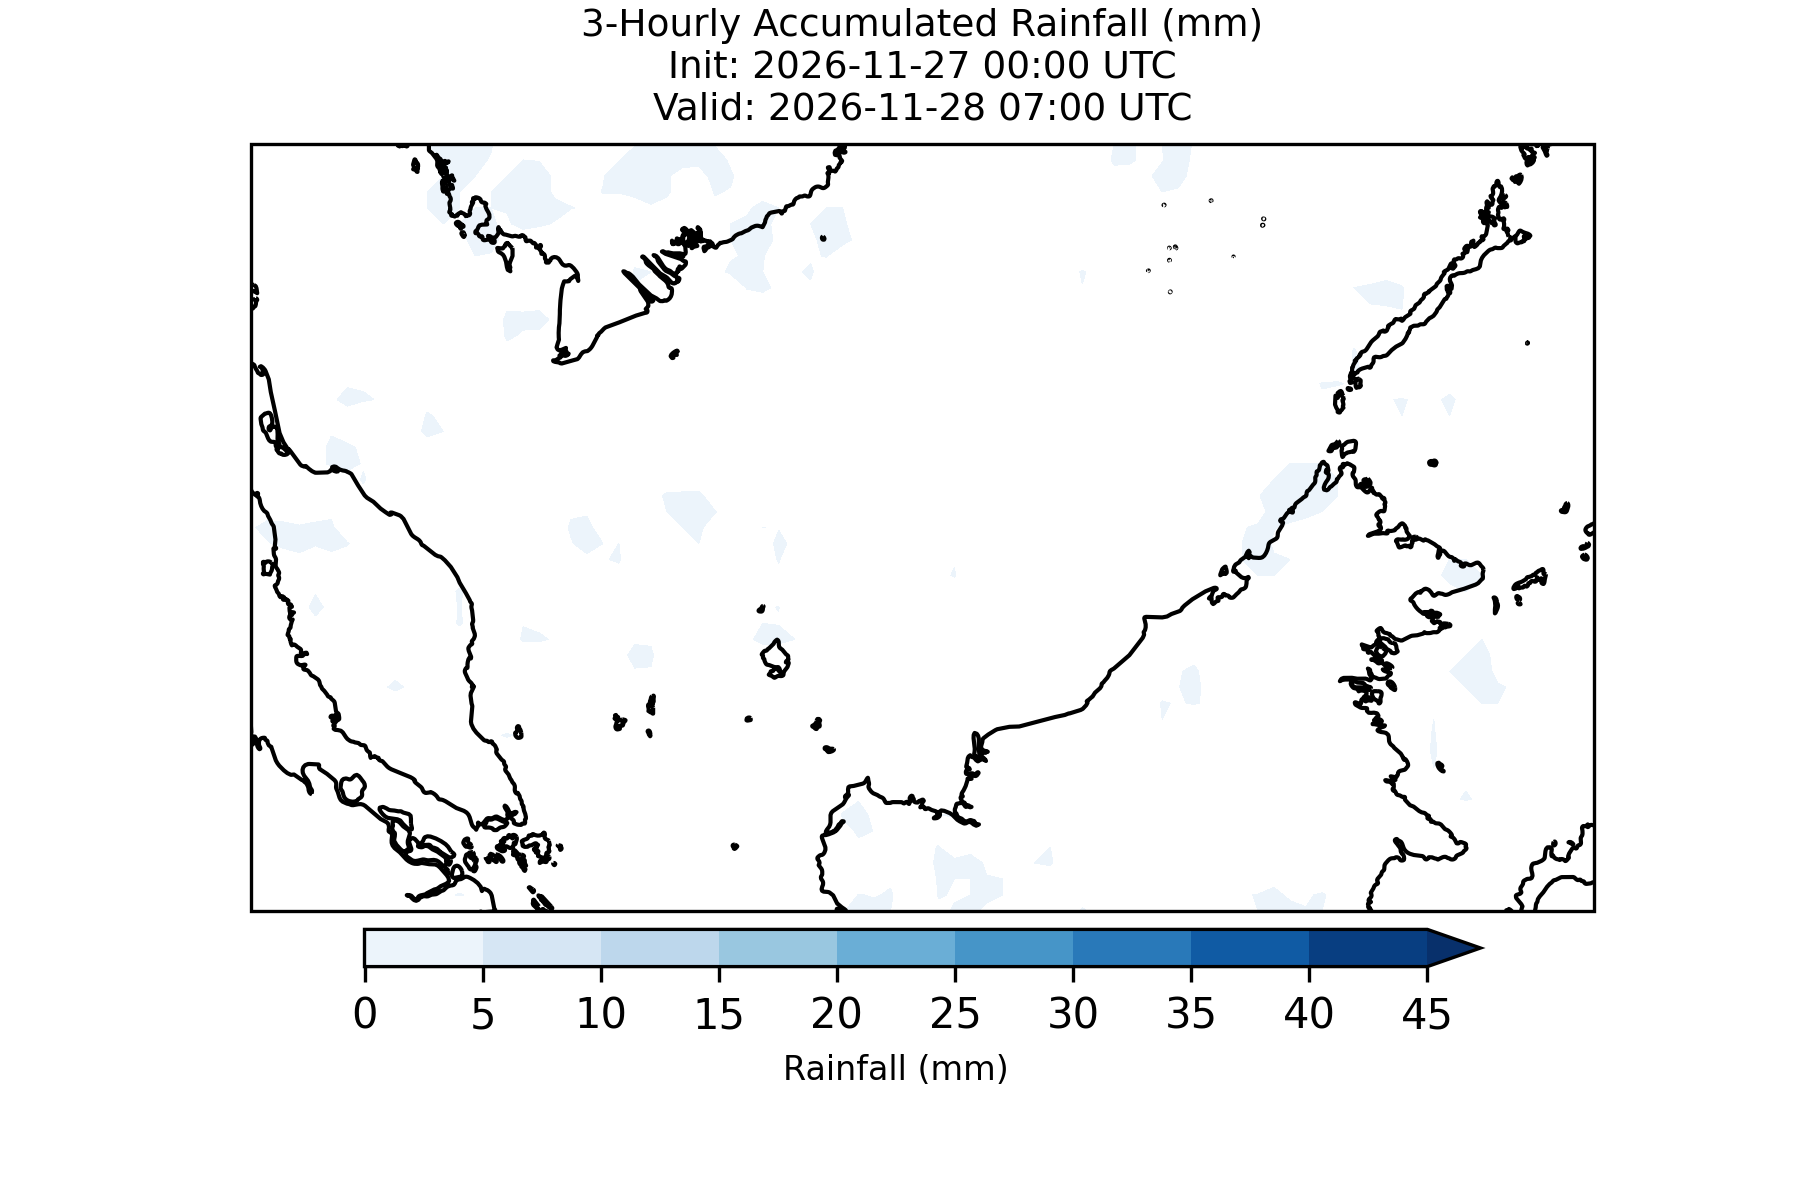 3-Hourly Accumulated Rainfall (mm)
Init: 2026-11-27 00:00 UTC
Valid: 2026-11-28 07:00 UTC
0 5 10 15 20 25 30 35 40 45
Rainfall (mm)